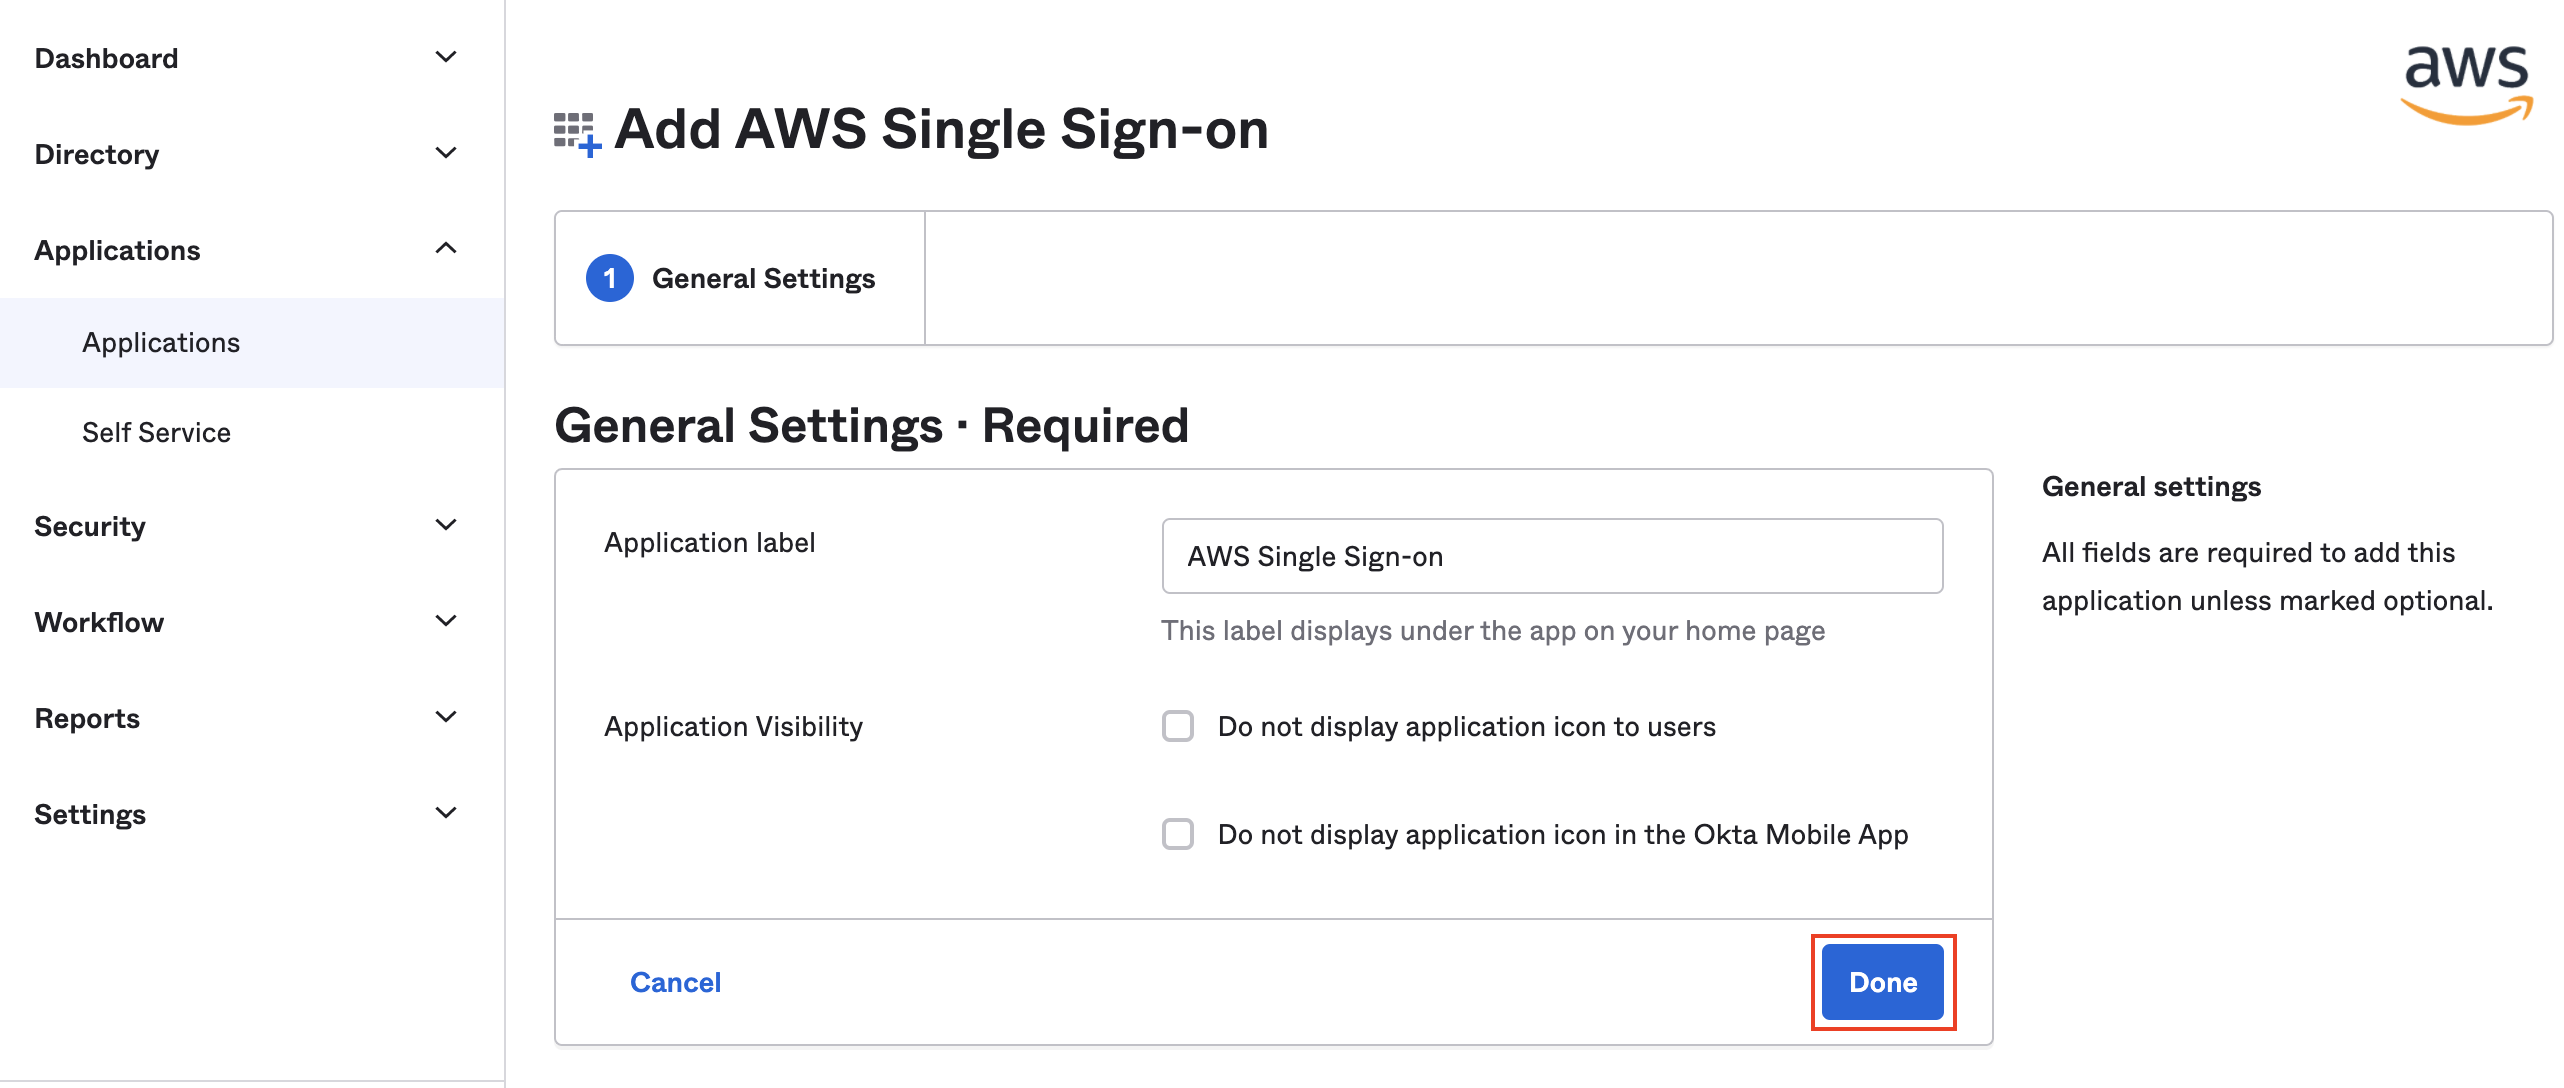 Dashboard
Directory
Applications
Applications
Self Service
Security
Workflow
Reports
Settings
aws
Add AWS Single Sign-on
1 General Settings
General Settings · Required
Application label
AWS Single Sign-on
This label displays under the app on your home page
Application Visibility
Do not display application icon to users
Do not display application icon in the Okta Mobile App
Cancel
Done
General settings
All fields are required to add this
application unless marked optional.